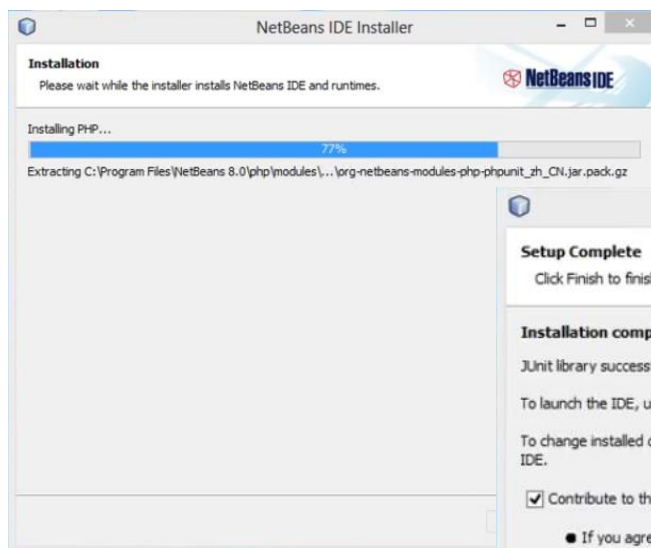 NetBeans IDE Installer
Installation
Please wait while the installer installs NetBeans IDE and runtimes.
NetBeans IDE
Installing PHP...
77%
Extracting C:\Program Files\NetBeans 8.0\php\modules\...\org-netbeans-modules-php-phpunit_zh_CN.jar.pack.gz
Setup Complete
Click Finish to finis
Installation comp
JUnit library success
To launch the IDE, u
To change installed
IDE.
Contribute to th
If you agre